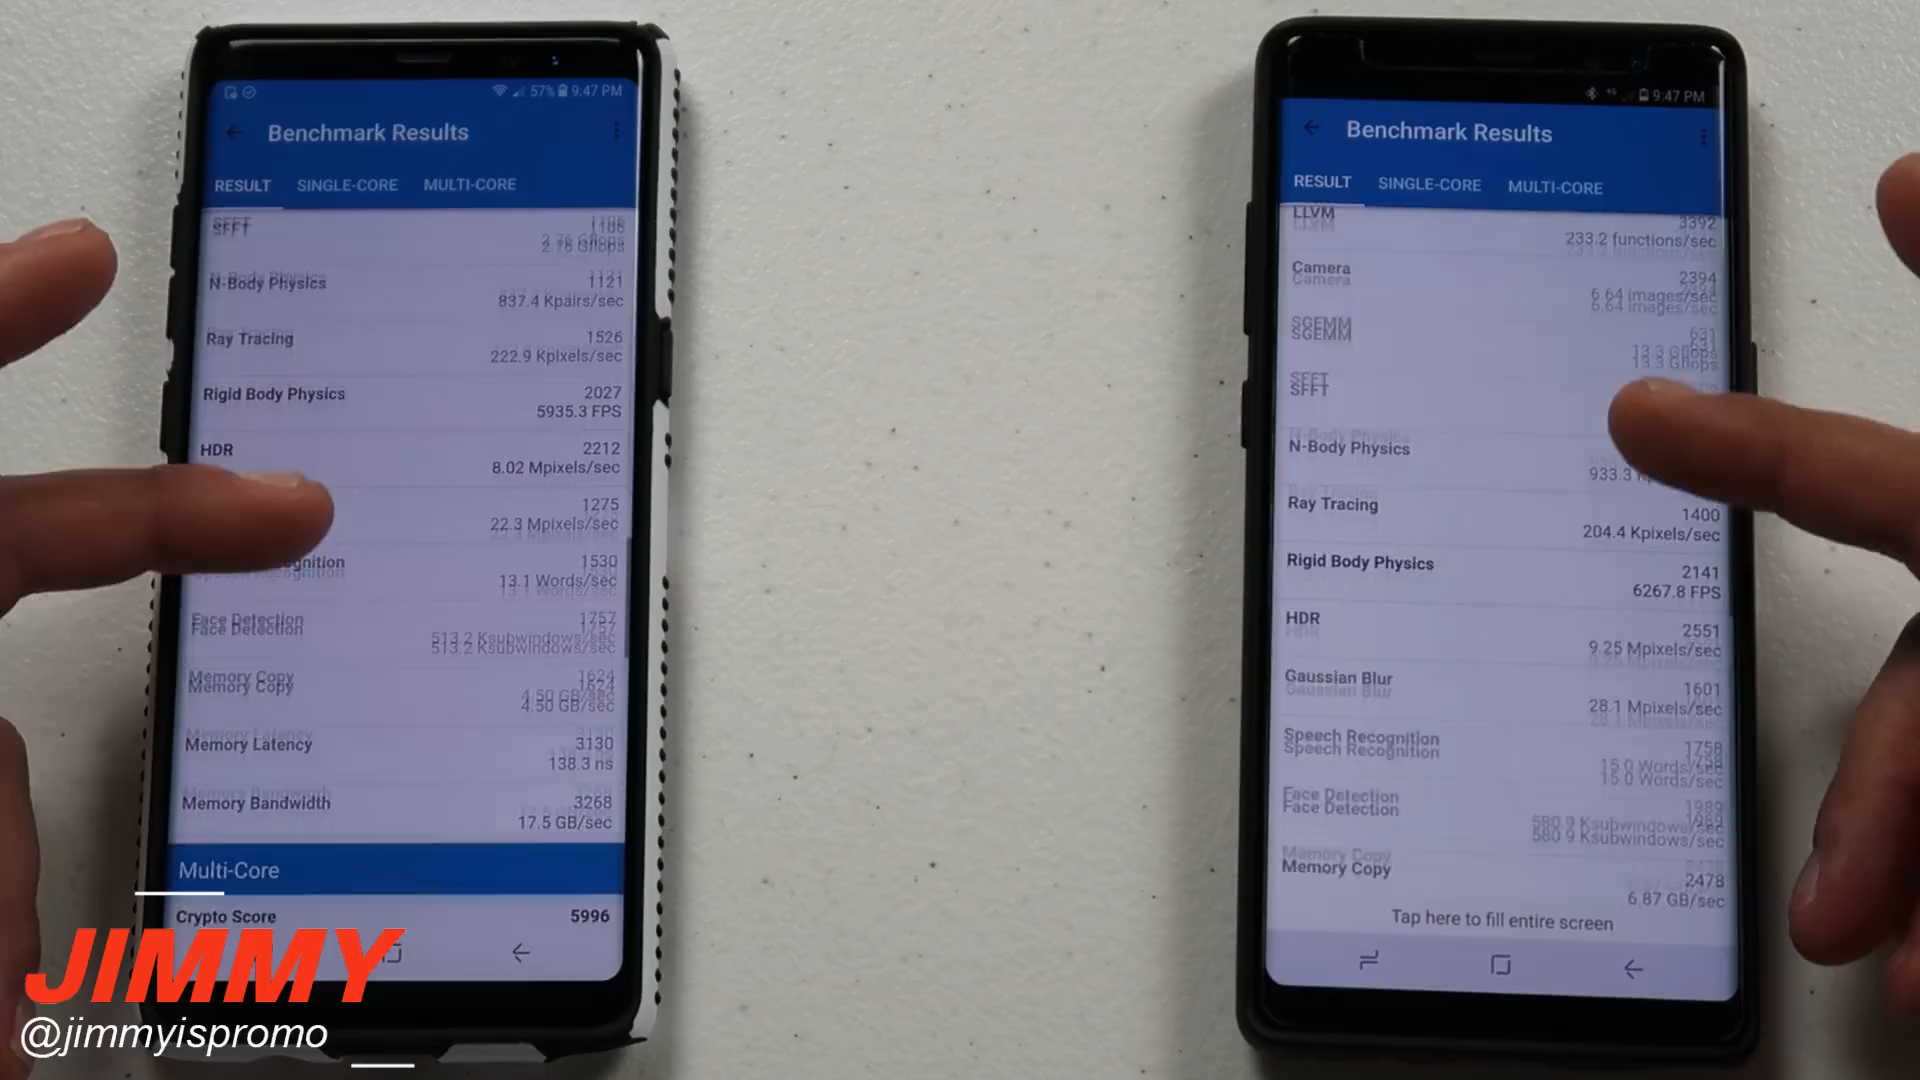 57% 9:47 PM
Benchmark Results
RESULT SINGLE-CORE MULTI-CORE
SFFT 1106
2.76 Gflops
N-Body Physics 1121
837.4 Kpairs/sec
Ray Tracing 1526
222.9 Kpixels/sec
Rigid Body Physics 2027
5935.3 FPS
HDR 2212
8.02 Mpixels/sec
1275
22.3 Mpixels/sec
1530
13.1 Words/sec
Face Detection 1757
513.2 Ksubwindows/sec
Memory Copy 1624
4.50 GB/sec
Memory Latency 3130
138.3 ns
Memory Bandwidth 3268
17.5 GB/sec
Multi-Core
Crypto Score 5996
JIMMY
@jimmyispromo
4G 9:47 PM
Benchmark Results
RESULT SINGLE-CORE MULTI-CORE
LLVM 3392
233.2 functions/sec
Camera 2394
6.64 images/sec
SGEMM 631
13.3 Gflops
SFFT
N-Body Physics
933.3
Ray Tracing 1400
204.4 Kpixels/sec
Rigid Body Physics 2141
6267.8 FPS
HDR 2551
9.25 Mpixels/sec
Gaussian Blur 1601
28.1 Mpixels/sec
Speech Recognition 1758
15.0 Words/sec
Face Detection 1989
580.9 Ksubwindows/sec
Memory Copy 2478
6.87 GB/sec
Tap here to fill entire screen